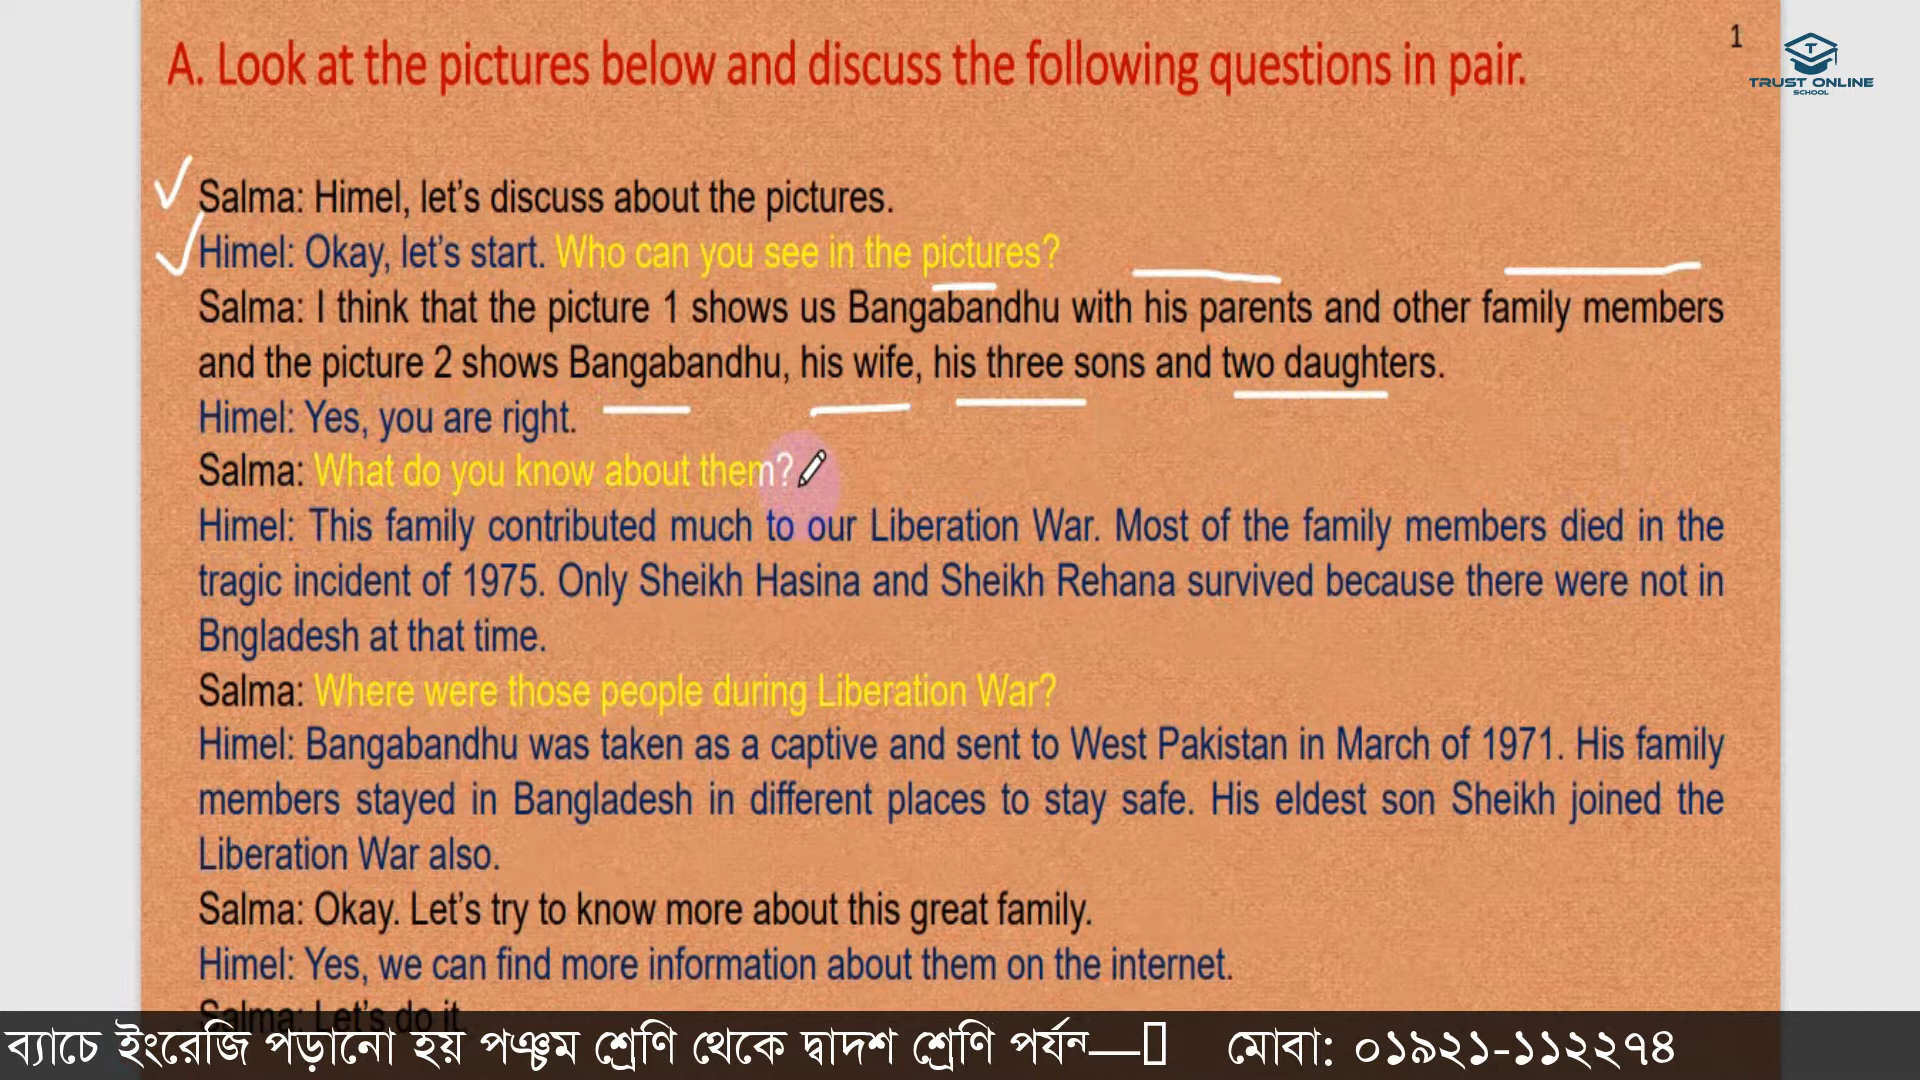 A. Look at the pictures below and discuss the following questions in pair.
1
TRUST ONLINE
SCHOOL
Salma: Himel, let’s discuss about the pictures.
Himel: Okay, let’s start. Who can you see in the pictures?
Salma: I think that the picture 1 shows us Bangabandhu with his parents and other family members
and the picture 2 shows Bangabandhu, his wife, his three sons and two daughters.
Himel: Yes, you are right.
Salma: What do you know about them?
Himel: This family contributed much to our Liberation War. Most of the family members died in the
tragic incident of 1975. Only Sheikh Hasina and Sheikh Rehana survived because there were not in
Bngladesh at that time.
Salma: Where were those people during Liberation War?
Himel: Bangabandhu was taken as a captive and sent to West Pakistan in March of 1971. His family
members stayed in Bangladesh in different places to stay safe. His eldest son Sheikh joined the
Liberation War also.
Salma: Okay. Let’s try to know more about this great family.
Himel: Yes, we can find more information about them on the internet.
Salma: Let’s do it.
ব্যাচে ইংরেজি পড়ানো হয় পঞ্চম শ্রেণি থেকে দ্বাদশ শ্রেণি পর্যন— মোবা: ০১৯২১-১১২২৭৪